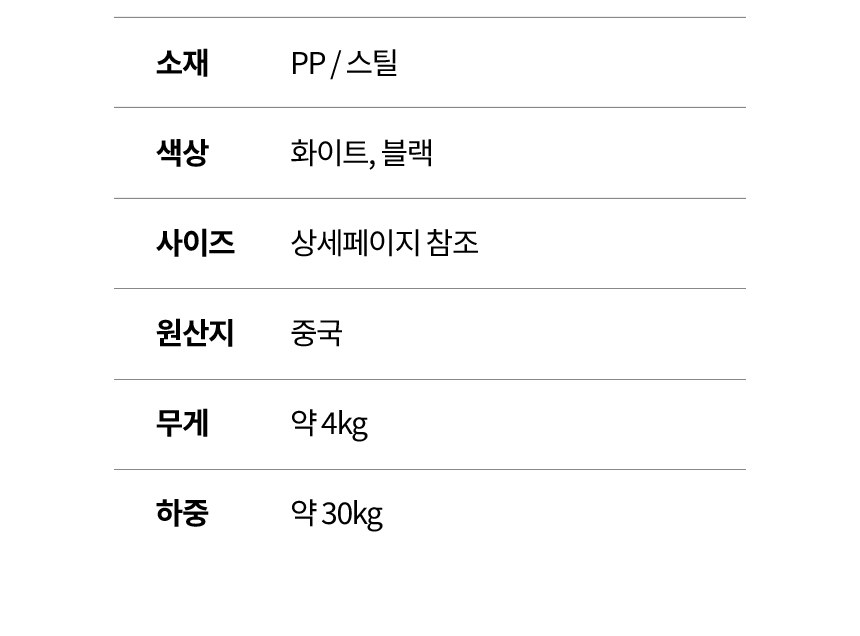 소재 PP / 스틸
색상 화이트, 블랙
사이즈 상세페이지 참조
원산지 중국
무게 약 4kg
하중 약 30kg